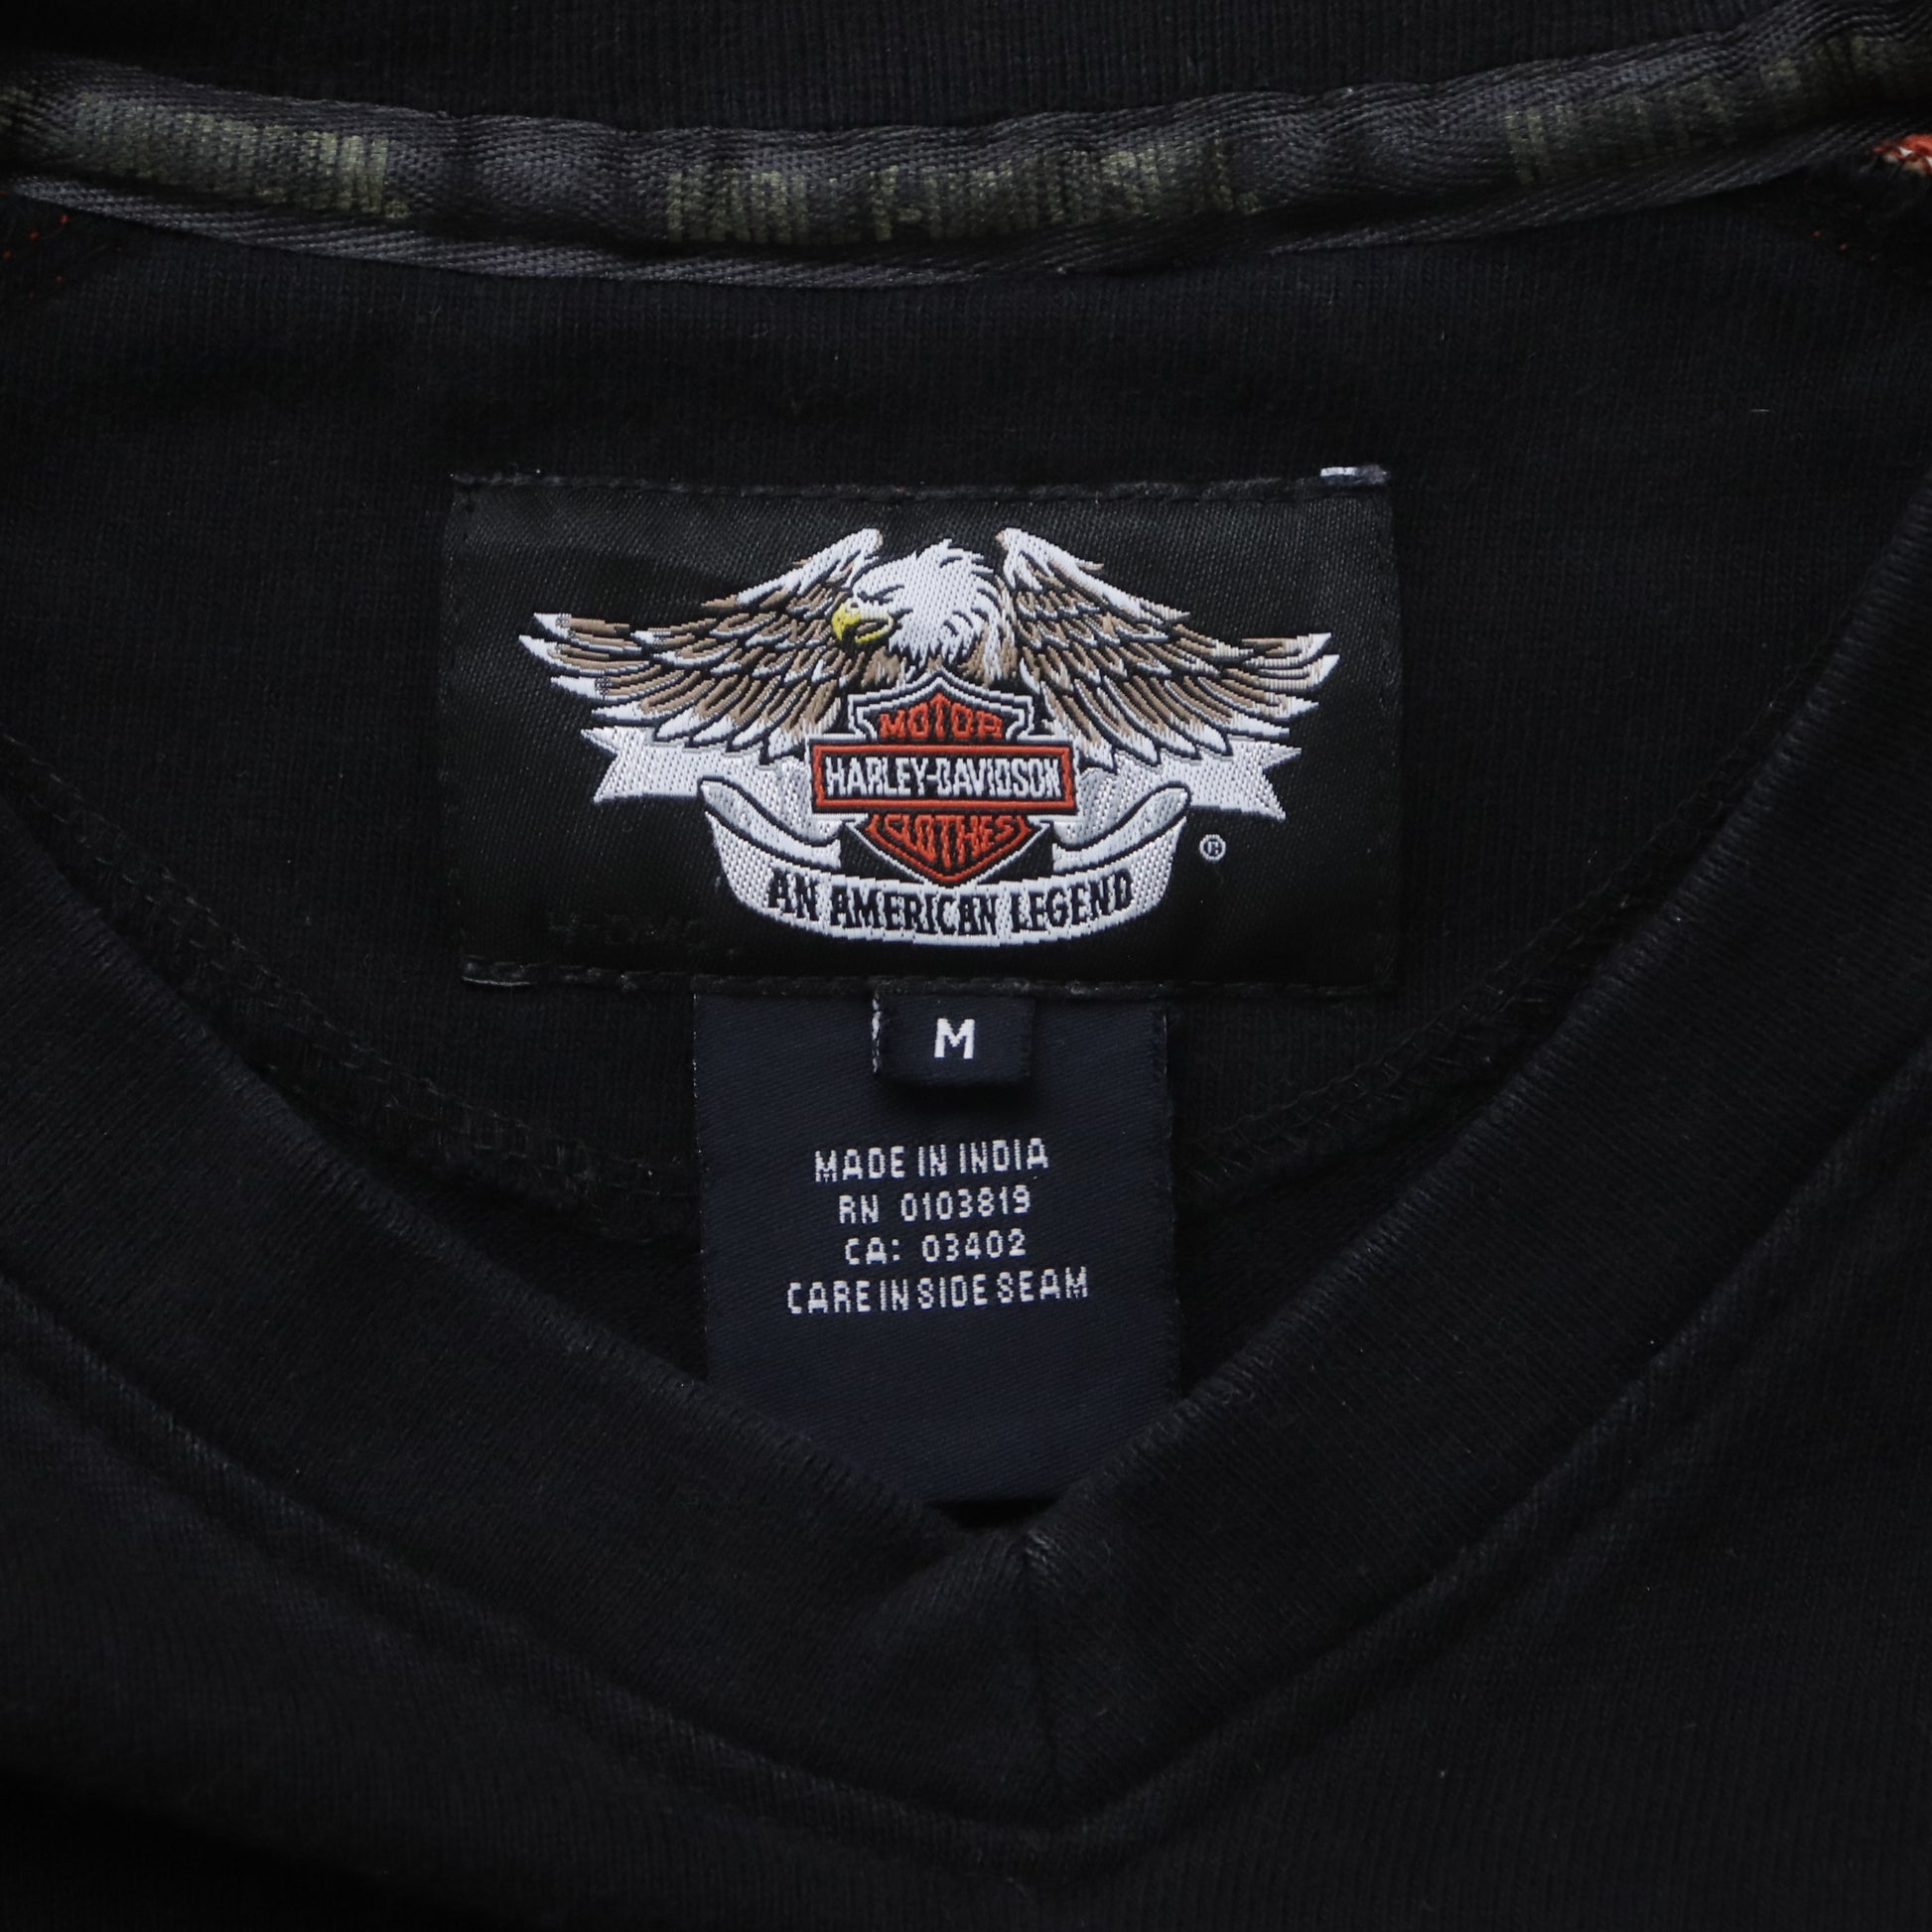 MOTOR
HARLEY-DAVIDSON
CLOTHES
®
AN AMERICAN LEGEND
M
MADE IN INDIA
RN 0103819
CA: 03402
CARE IN SIDE SEAM